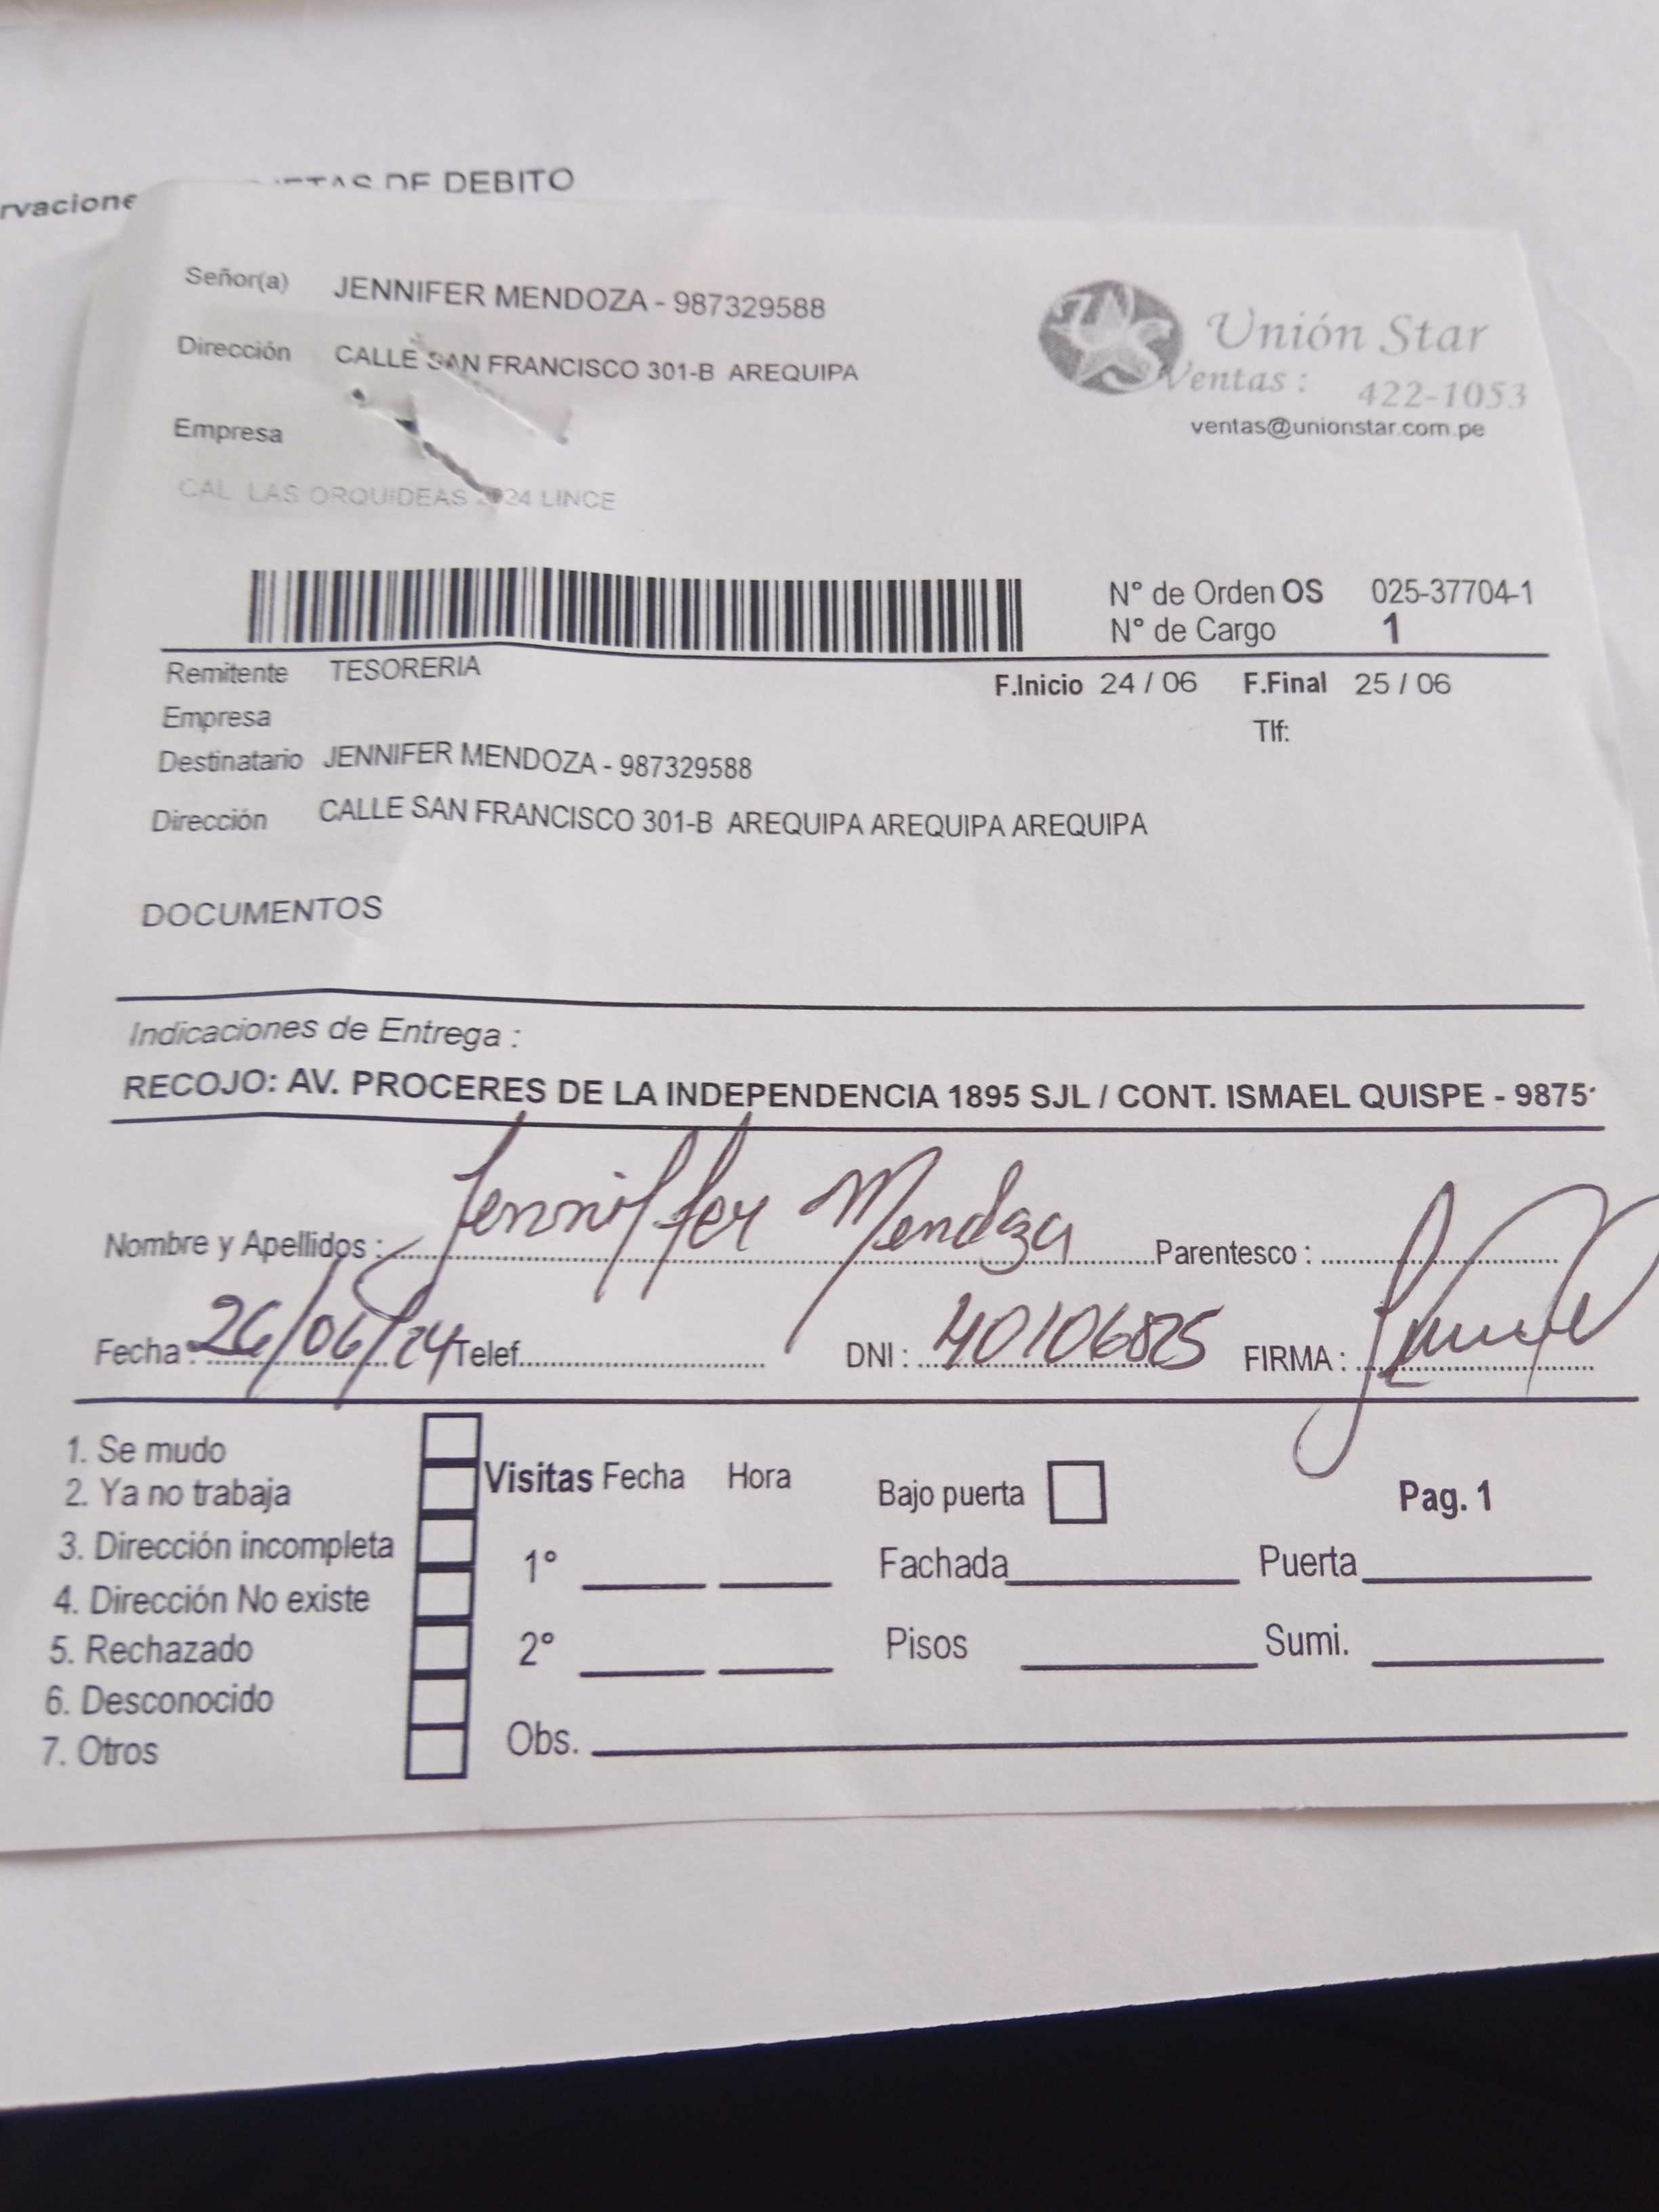 DE DEBITO
Señor(a) JENNIFER MENDOZA - 987329588
Dirección CALLE SAN FRANCISCO 301-B AREQUIPA
Empresa
CAL LAS ORQUIDEAS LINCE
Unión Star
Ventas : 422-1053
ventas@unionstar.com.pe
N° de Orden OS 025-37704-1
N° de Cargo 1
Remitente TESORERIA
F.Inicio 24 / 06 F.Final 25 / 06
Empresa
Tlf:
Destinatario JENNIFER MENDOZA - 987329588
Dirección CALLE SAN FRANCISCO 301-B AREQUIPA AREQUIPA AREQUIPA
DOCUMENTOS
Indicaciones de Entrega :
RECOJO: AV. PROCERES DE LA INDEPENDENCIA 1895 SJL / CONT. ISMAEL QUISPE - 9875
Nombre y Apellidos : Jenniffer Mendoza Parentesco :
Fecha : 26/06/24 Telef. DNI : 40106825 FIRMA :
1. Se mudo
2. Ya no trabaja
3. Dirección incompleta
4. Dirección No existe
5. Rechazado
6. Desconocido
7. Otros
Visitas Fecha Hora
1°
2°
Obs.
Bajo puerta
Pag. 1
Fachada Puerta
Pisos Sumi.